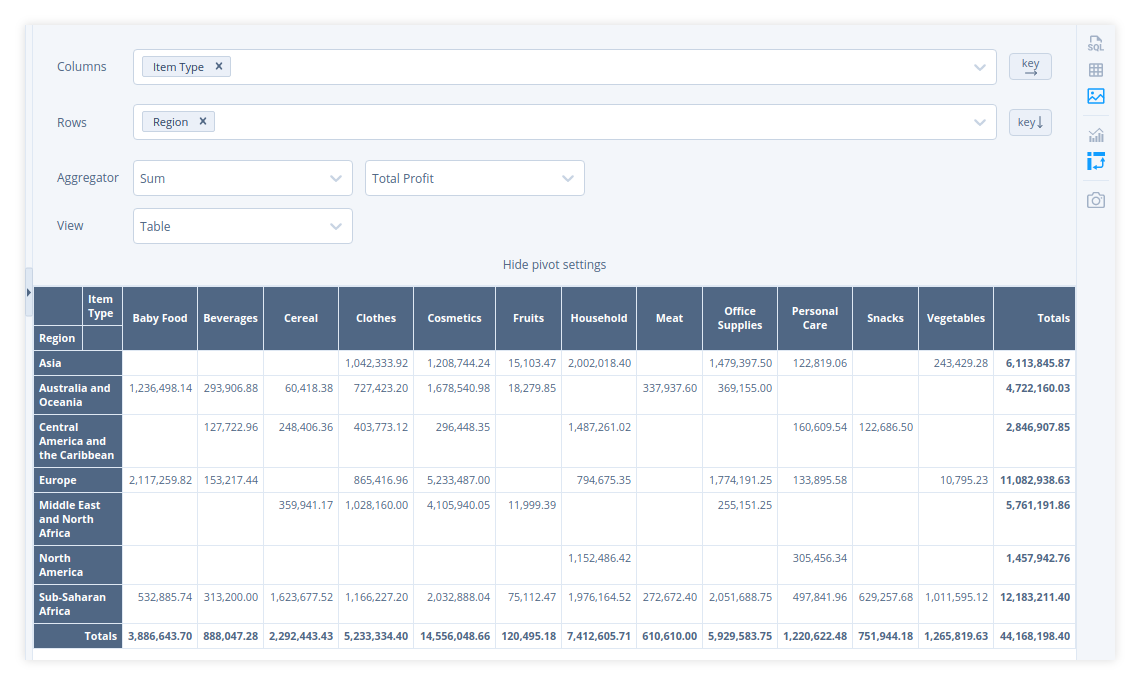 Columns Item Type × key →
Rows Region × key↓
Aggregator Sum Total Profit
View Table
Hide pivot settings
Item Type Baby Food Beverages Cereal Clothes Cosmetics Fruits Household Meat Office Supplies Personal Care Snacks Vegetables Totals
Region
Asia 1,042,333.92 1,208,744.24 15,103.47 2,002,018.40 1,479,397.50 122,819.06 243,429.28 6,113,845.87
Australia and Oceania 1,236,498.14 293,906.88 60,418.38 727,423.20 1,678,540.98 18,279.85 337,937.60 369,155.00 4,722,160.03
Central America and the Caribbean 127,722.96 248,406.36 403,773.12 296,448.35 1,487,261.02 160,609.54 122,686.50 2,846,907.85
Europe 2,117,259.82 153,217.44 865,416.96 5,233,487.00 794,675.35 1,774,191.25 133,895.58 10,795.23 11,082,938.63
Middle East and North Africa 359,941.17 1,028,160.00 4,105,940.05 11,999.39 255,151.25 5,761,191.86
North America 1,152,486.42 305,456.34 1,457,942.76
Sub-Saharan Africa 532,885.74 313,200.00 1,623,677.52 1,166,227.20 2,032,888.04 75,112.47 1,976,164.52 272,672.40 2,051,688.75 497,841.96 629,257.68 1,011,595.12 12,183,211.40
Totals 3,886,643.70 888,047.28 2,292,443.43 5,233,334.40 14,556,048.66 120,495.18 7,412,605.71 610,610.00 5,929,583.75 1,220,622.48 751,944.18 1,265,819.63 44,168,198.40
SQL